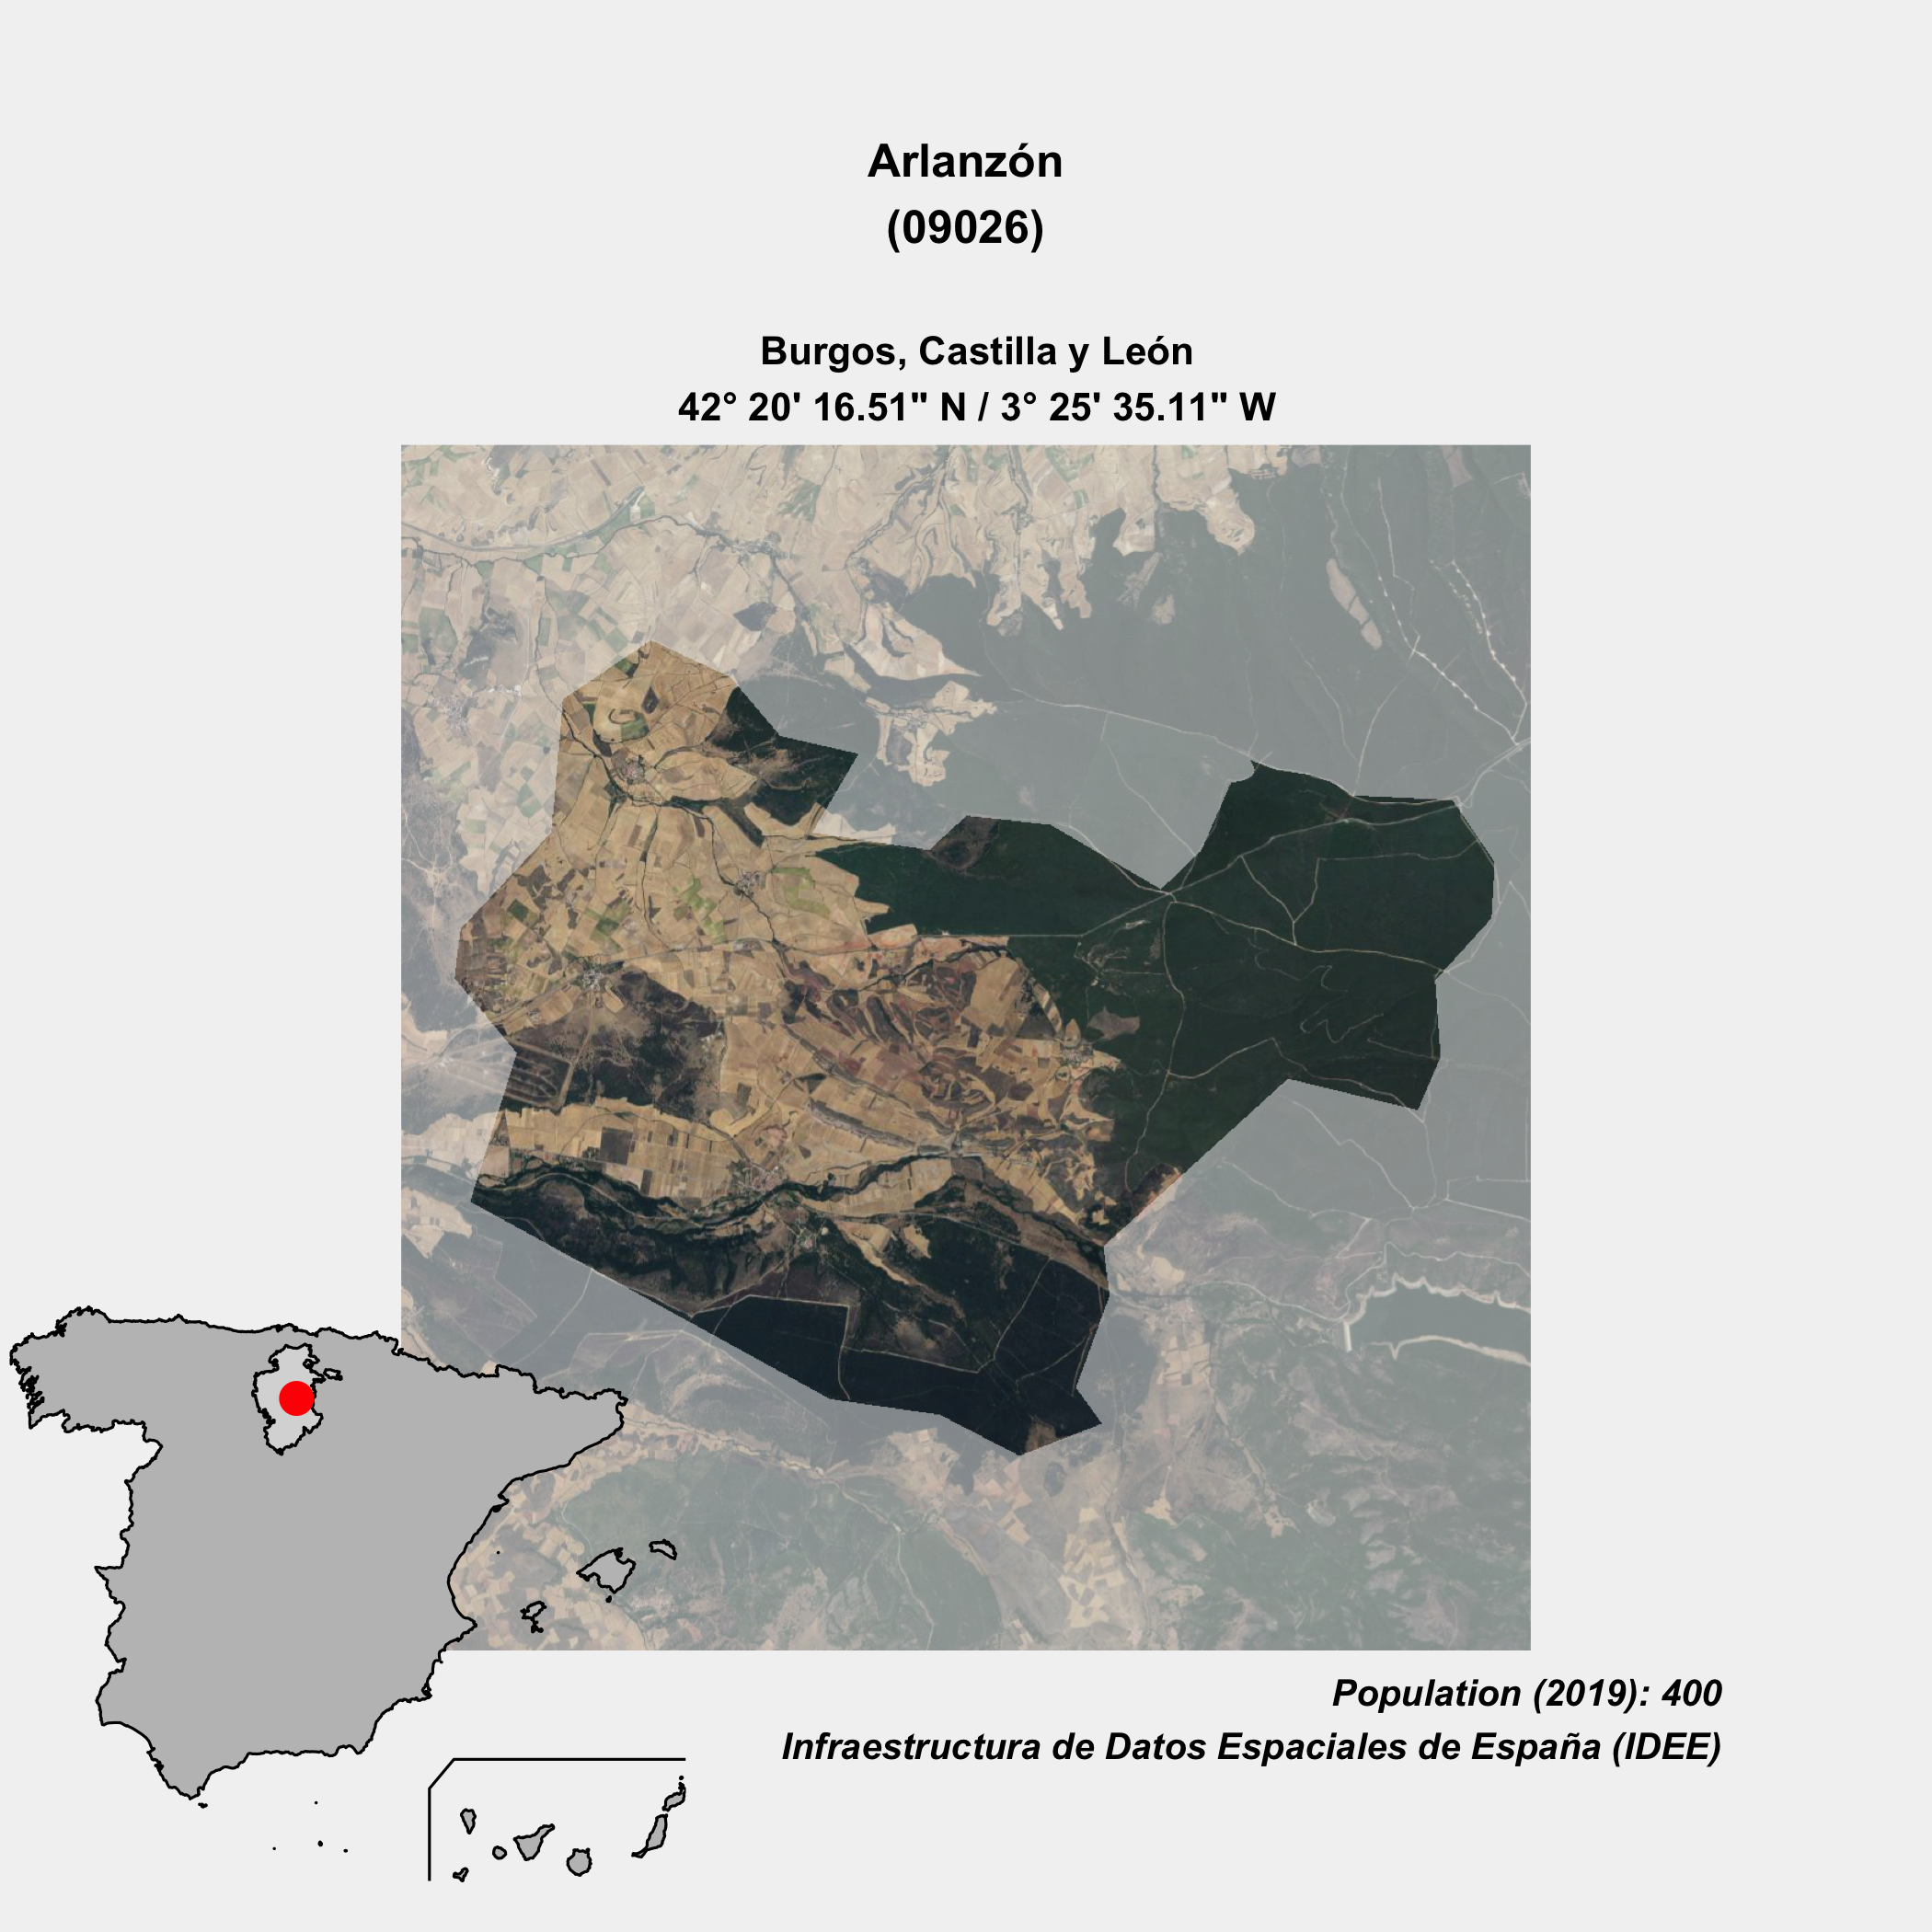 Arlanzón
(09026)
Burgos, Castilla y León
42° 20' 16.51" N / 3° 25' 35.11" W
Population (2019): 400
Infraestructura de Datos Espaciales de España (IDEE)